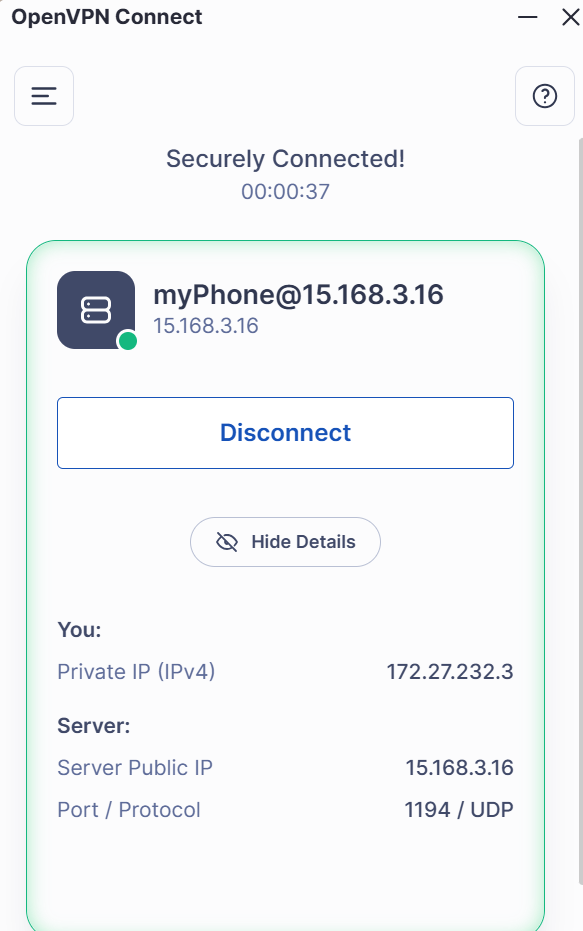 OpenVPN Connect
Securely Connected!
00:00:37
myPhone@15.168.3.16
15.168.3.16
Disconnect
Hide Details
You:
Private IP (IPv4) 172.27.232.3
Server:
Server Public IP 15.168.3.16
Port / Protocol 1194 / UDP